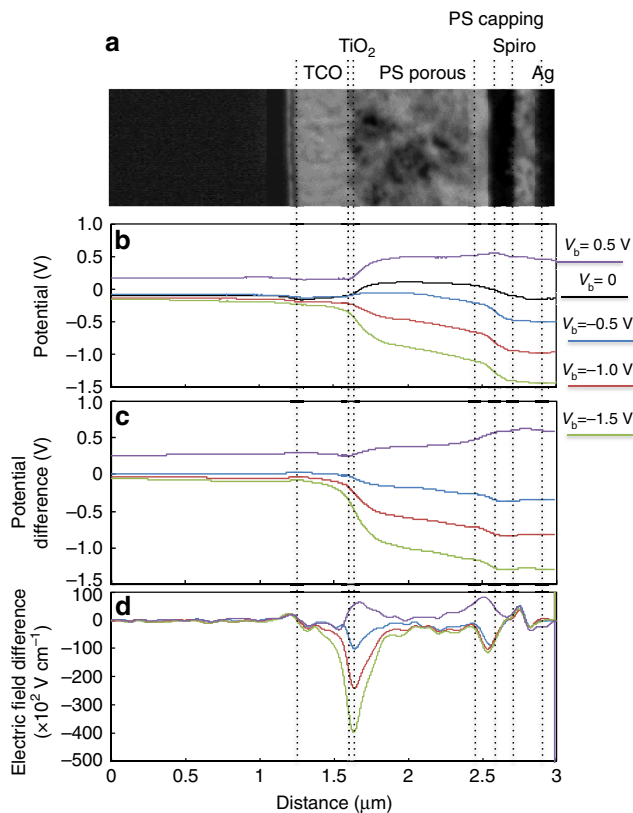 PS capping
a TiO₂ Spiro
TCO PS porous Ag
b
1.0
0.5
0
−0.5
−1.0
−1.5
Potential (V)
Vb= 0.5 V
Vb= 0
Vb=−0.5 V
Vb=−1.0 V
Vb=−1.5 V
c
1.0
0.5
0
−0.5
−1.0
−1.5
Potential
difference (V)
d
100
0
−100
−200
−300
−400
−500
Electric field difference
(×10² V cm⁻¹)
0 1 1.5 2 2.5 3
Distance (μm)